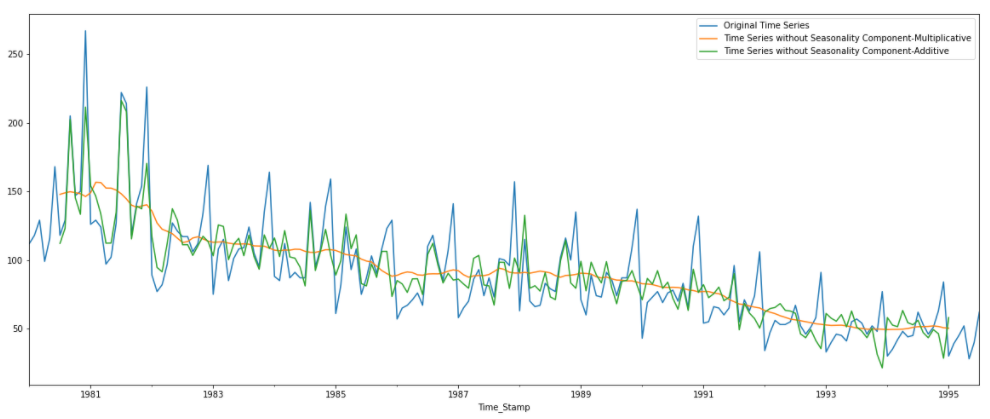 Original Time Series
Time Series without Seasonality Component-Multiplicative
Time Series without Seasonality Component-Additive
250
200
150
100
50
1981 1983 1985 1987 1989 1991 1993 1995
Time_Stamp